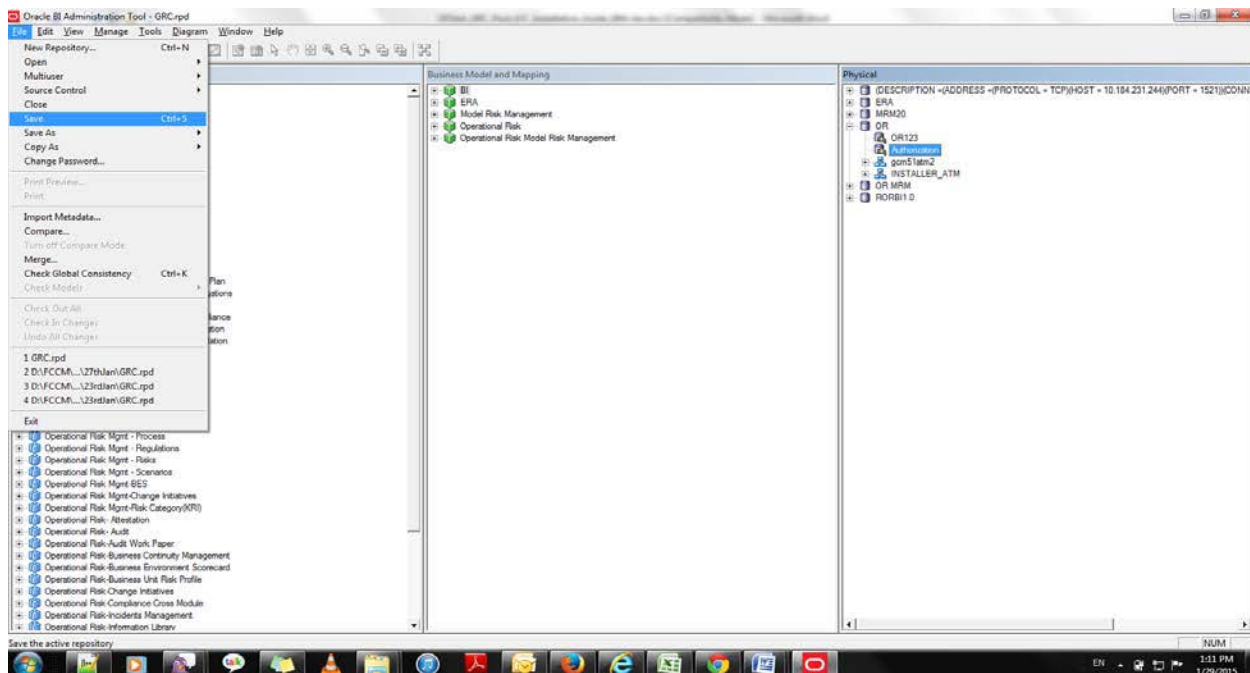 Oracle BI Administration Tool - GRC.rpd
File Edit View Manage Tools Diagram Window Help
New Repository... Ctrl+N
Open
Multiuser
Source Control
Close
Save Ctrl+S
Save As
Copy As
Change Password...
Print Preview...
Print
Import Metadata...
Compare...
Turn off Compare Mode
Merge...
Check Global Consistency Ctrl+K
Check Models
Check Out All
Check In Changes
Undo All Changes
1 GRC.rpd
2 D:\FCCM\...\27thJan\GRC.rpd
3 D:\FCCM\...\23rdJan\GRC.rpd
4 D:\FCCM\...\23rdJan\GRC.rpd
Exit
Plan
ations
liance
ation
lation
Operational Risk Mgmt - Process
Operational Risk Mgmt - Regulations
Operational Risk Mgmt - Risks
Operational Risk Mgmt - Scenarios
Operational Risk Mgmt-BES
Operational Risk Mgmt-Change Initiatives
Operational Risk Mgmt-Risk Category(KRI)
Operational Risk- Attestation
Operational Risk- Audit
Operational Risk-Audit Work Paper
Operational Risk-Business Continuity Management
Operational Risk-Business Environment Scorecard
Operational Risk-Business Unit Risk Profile
Operational Risk-Change Initiatives
Operational Risk-Compliance Cross Module
Operational Risk-Incidents Management
Operational Risk-Information Library
Business Model and Mapping
BI
ERA
Model Risk Management
Operational Risk
Operational Risk Model Risk Management
Physical
(DESCRIPTION =(ADDRESS =(PROTOCOL = TCP)(HOST = 10.184.231.244)(PORT = 1521))(CONN
ERA
MRM20
OR
OR123
Authorization
gcm51atm2
INSTALLER_ATM
OR MRM
RORBI1.0
Save the active repository
NUM
talk
EN
1:11 PM
1/29/2015